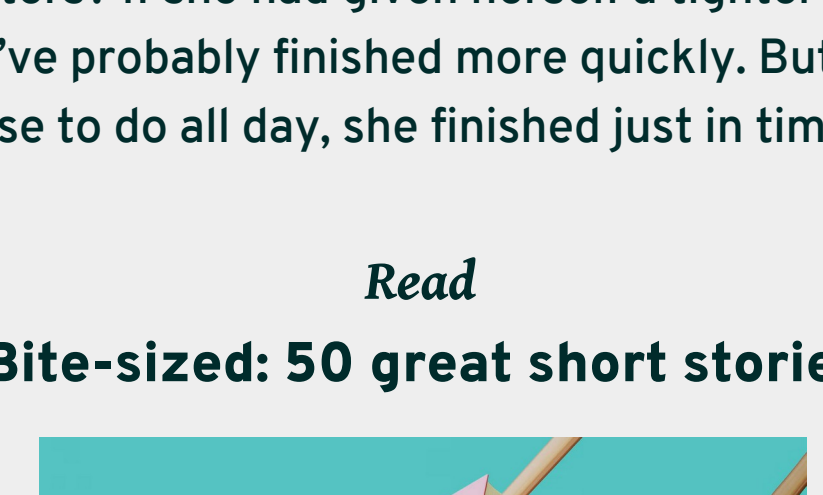 've probably finished more quickly. But
se to do all day, she finished just in tim
Read
Bite-sized: 50 great short storie